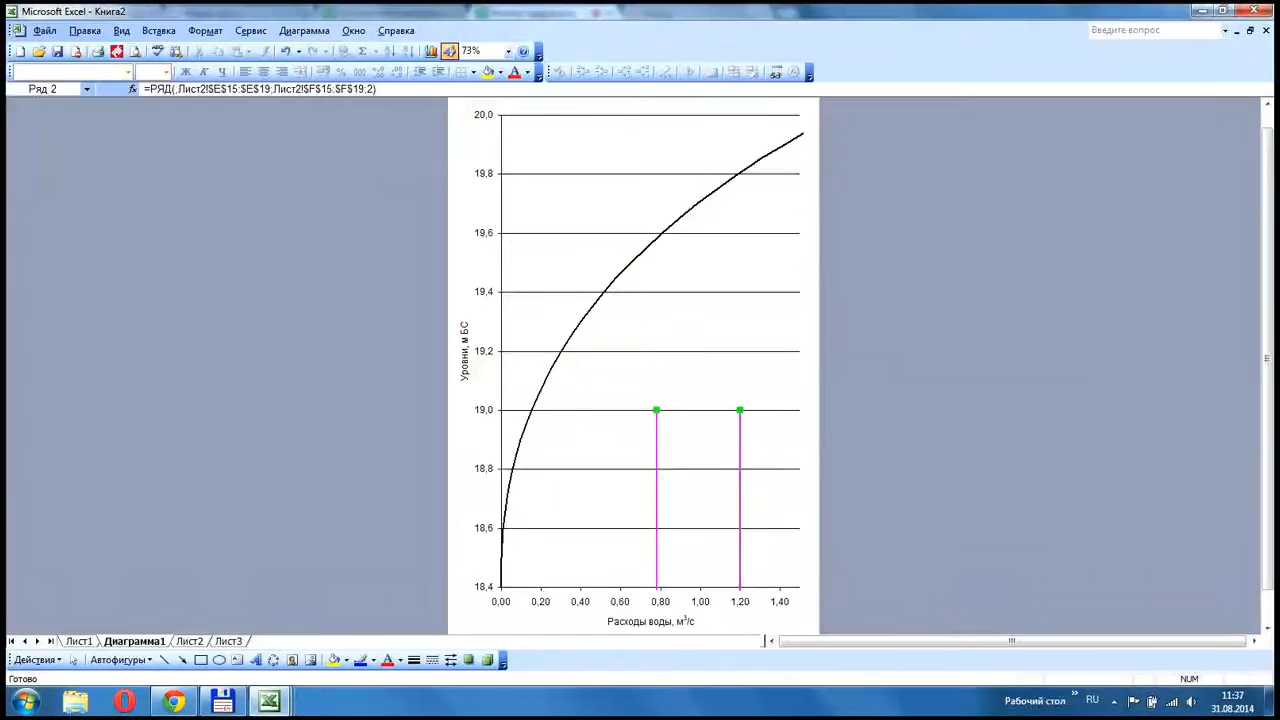 Microsoft Excel - Книга2
Файл Правка Вид Вставка Формат Сервис Диаграмма Окно Справка
Введите вопрос
73%
Ж К Ч
Ряд 2
fx =РЯД(;Лист2!$E$15:$E$19;Лист2!$F$15:$F$19;2)
20,0
19,8
19,6
19,4
19,2
19,0
18,8
18,6
18,4
Уровни, м БС
0,00 0,20 0,40 0,60 0,80 1,00 1,20 1,40
Расходы воды, м³/с
Лист1 Диаграмма1 Лист2 Лист3
Действия Автофигуры
Готово
NUM
Рабочий стол
RU
11:37
31.08.2014